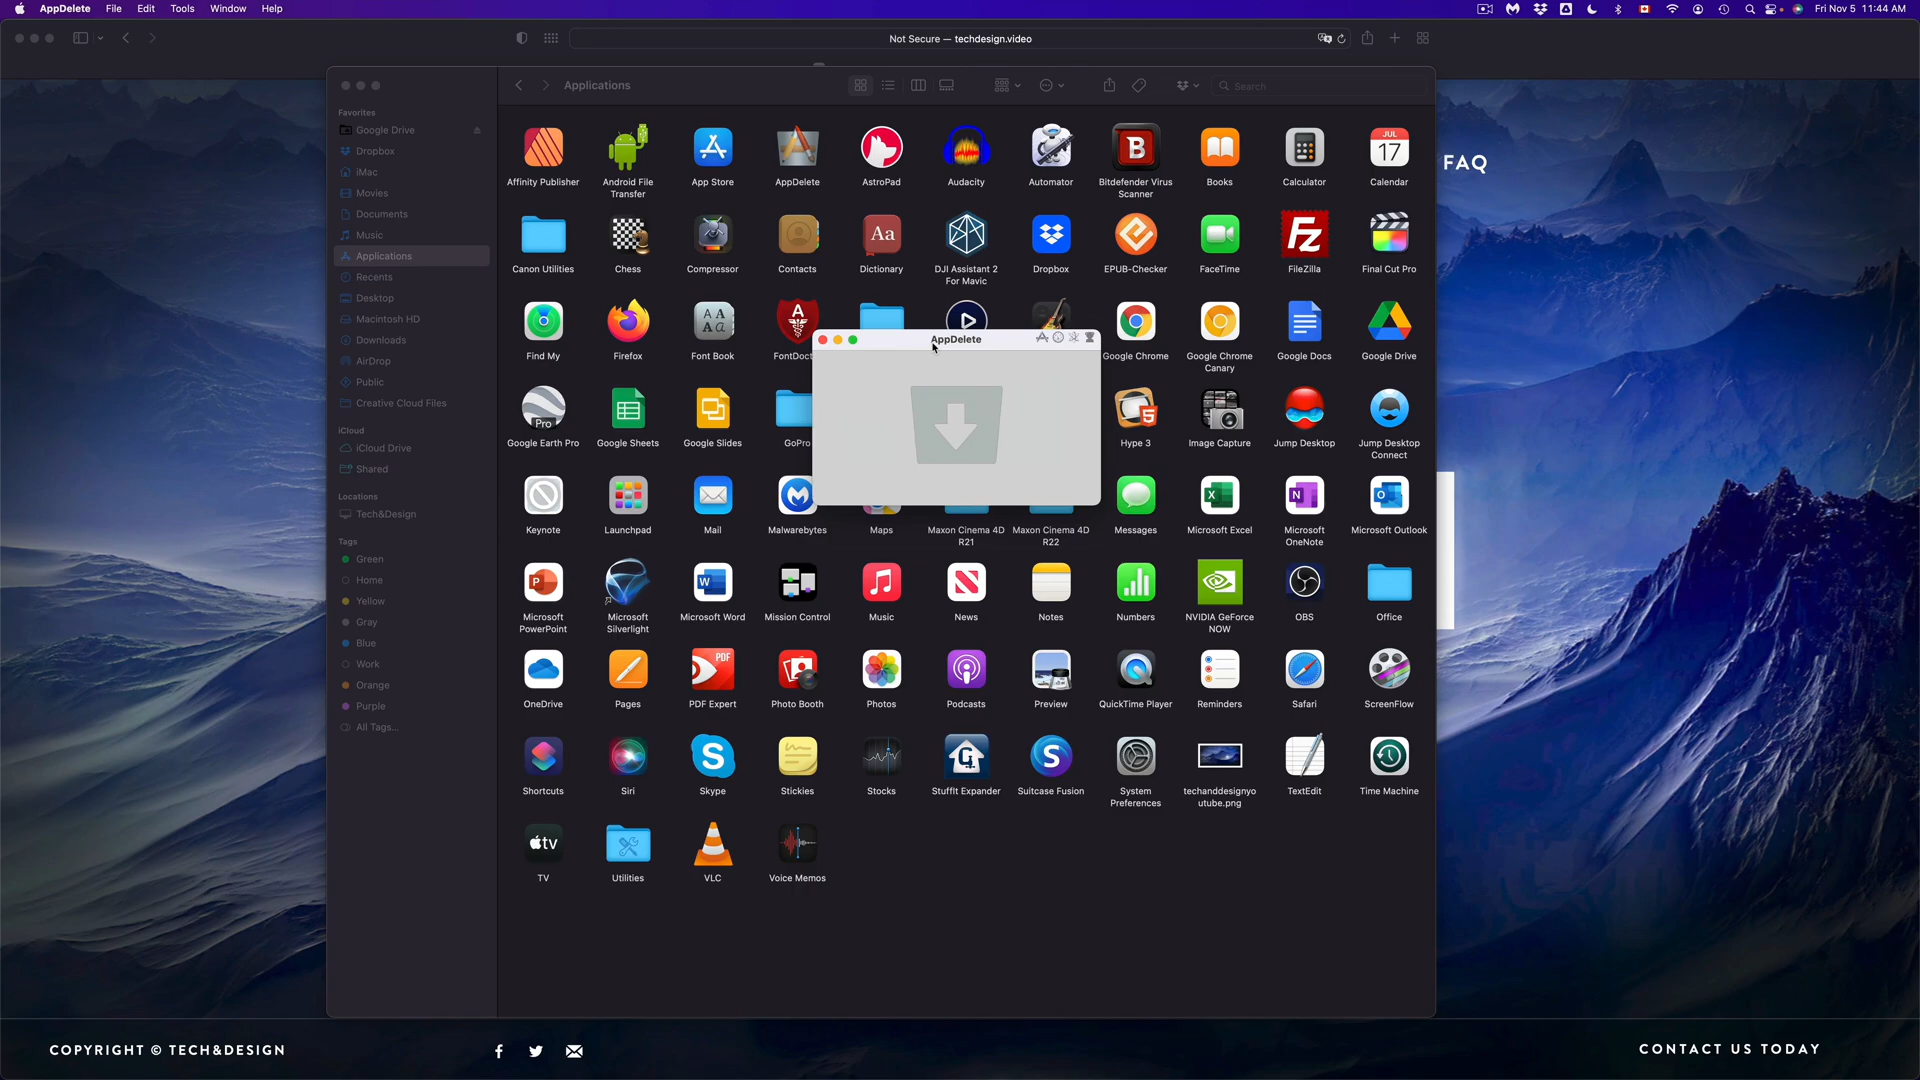 AppDelete File Edit Tools Window Help Fri Nov 5 11:44 AM
Not Secure — techdesign.video
Applications Search
Favorites
Google Drive
Dropbox
iMac
Movies
Documents
Music
Applications
Recents
Desktop
Macintosh HD
Downloads
AirDrop
Public
Creative Cloud Files
iCloud
iCloud Drive
Shared
Locations
Tech&Design
Tags
Green
Home
Yellow
Gray
Blue
Work
Orange
Purple
All Tags...
JUL
17
Affinity Publisher Android File App Store AppDelete AstroPad Audacity Automator Bitdefender Virus Books Calculator Calendar
Transfer Scanner
Aa
Fz
Canon Utilities Chess Compressor Contacts Dictionary DJI Assistant 2 Dropbox EPUB-Checker FaceTime FileZilla Final Cut Pro
For Mavic
Find My Firefox Font Book FontDoct Google Chrome Google Chrome Google Docs Google Drive
Canary
AppDelete
Pro
5
Google Earth Pro Google Sheets Google Slides GoPro Hype 3 Image Capture Jump Desktop Jump Desktop
Connect
Keynote Launchpad Mail Malwarebytes Maps Maxon Cinema 4D Maxon Cinema 4D Messages Microsoft Excel Microsoft Microsoft Outlook
R21 R22 OneNote
Microsoft Microsoft Microsoft Word Mission Control Music News Notes Numbers NVIDIA GeForce OBS Office
PowerPoint Silverlight NOW
PDF
OneDrive Pages PDF Expert Photo Booth Photos Podcasts Preview QuickTime Player Reminders Safari ScreenFlow
Shortcuts Siri Skype Stickies Stocks StuffIt Expander Suitcase Fusion System techanddesignyo TextEdit Time Machine
Preferences utube.png
tv
TV Utilities VLC Voice Memos
FAQ
COPYRIGHT © TECH&DESIGN
CONTACT US TODAY